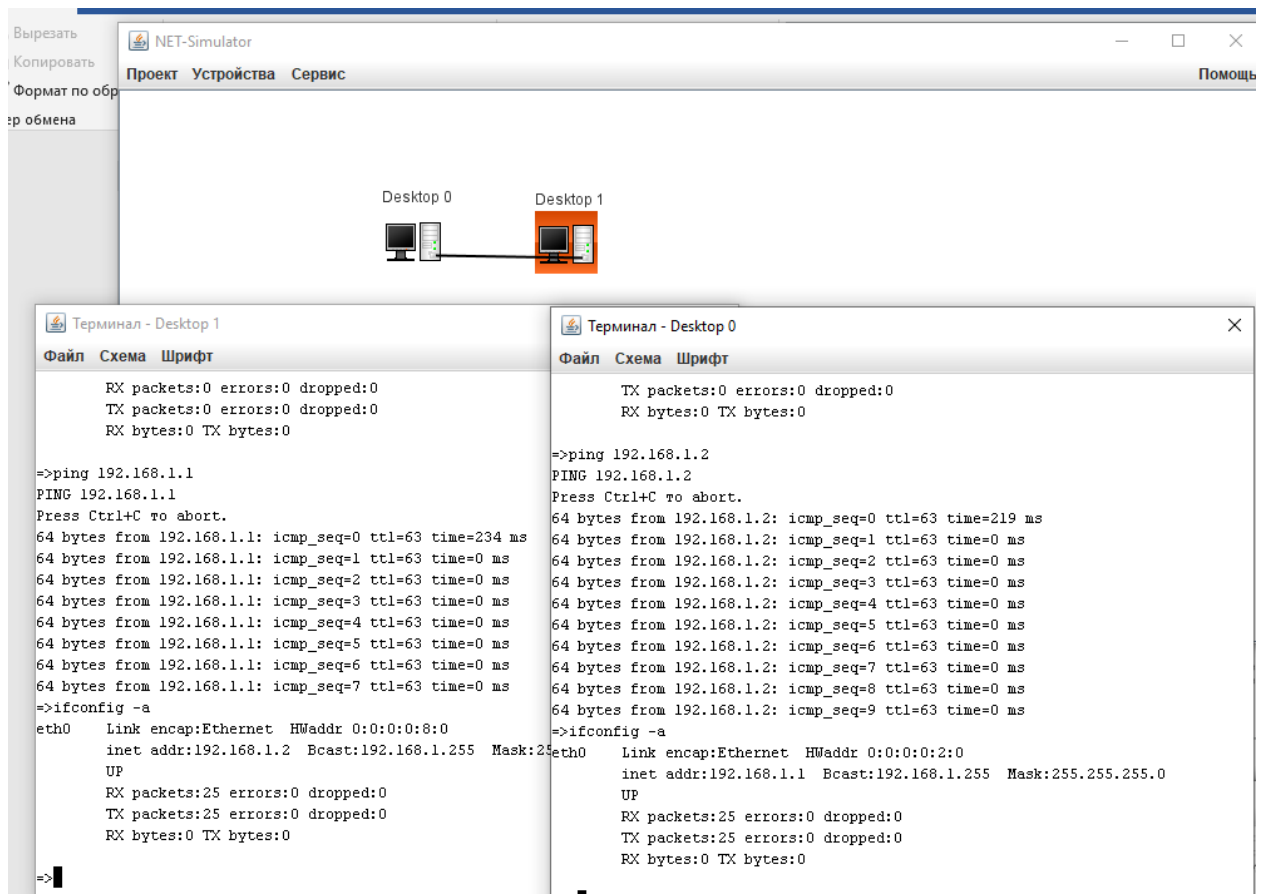 Вырезать
Копировать
Формат по обр
ер обмена
NET-Simulator
Проект Устройства Сервис
Помощь
Desktop 0
Desktop 1
Терминал - Desktop 1
Файл Схема Шрифт
RX packets:0 errors:0 dropped:0
TX packets:0 errors:0 dropped:0
RX bytes:0 TX bytes:0
=>ping 192.168.1.1
PING 192.168.1.1
Press Ctrl+C то abort.
64 bytes from 192.168.1.1: icmp_seq=0 ttl=63 time=234 ms
64 bytes from 192.168.1.1: icmp_seq=1 ttl=63 time=0 ms
64 bytes from 192.168.1.1: icmp_seq=2 ttl=63 time=0 ms
64 bytes from 192.168.1.1: icmp_seq=3 ttl=63 time=0 ms
64 bytes from 192.168.1.1: icmp_seq=4 ttl=63 time=0 ms
64 bytes from 192.168.1.1: icmp_seq=5 ttl=63 time=0 ms
64 bytes from 192.168.1.1: icmp_seq=6 ttl=63 time=0 ms
64 bytes from 192.168.1.1: icmp_seq=7 ttl=63 time=0 ms
=>ifconfig -a
eth0 Link encap:Ethernet HWaddr 0:0:0:0:8:0
inet addr:192.168.1.2 Bcast:192.168.1.255 Mask:25
UP
RX packets:25 errors:0 dropped:0
TX packets:25 errors:0 dropped:0
RX bytes:0 TX bytes:0
=>
Терминал - Desktop 0
Файл Схема Шрифт
TX packets:0 errors:0 dropped:0
RX bytes:0 TX bytes:0
=>ping 192.168.1.2
PING 192.168.1.2
Press Ctrl+C то abort.
64 bytes from 192.168.1.2: icmp_seq=0 ttl=63 time=219 ms
64 bytes from 192.168.1.2: icmp_seq=1 ttl=63 time=0 ms
64 bytes from 192.168.1.2: icmp_seq=2 ttl=63 time=0 ms
64 bytes from 192.168.1.2: icmp_seq=3 ttl=63 time=0 ms
64 bytes from 192.168.1.2: icmp_seq=4 ttl=63 time=0 ms
64 bytes from 192.168.1.2: icmp_seq=5 ttl=63 time=0 ms
64 bytes from 192.168.1.2: icmp_seq=6 ttl=63 time=0 ms
64 bytes from 192.168.1.2: icmp_seq=7 ttl=63 time=0 ms
64 bytes from 192.168.1.2: icmp_seq=8 ttl=63 time=0 ms
64 bytes from 192.168.1.2: icmp_seq=9 ttl=63 time=0 ms
=>ifconfig -a
eth0 Link encap:Ethernet HWaddr 0:0:0:0:2:0
inet addr:192.168.1.1 Bcast:192.168.1.255 Mask:255.255.255.0
UP
RX packets:25 errors:0 dropped:0
TX packets:25 errors:0 dropped:0
RX bytes:0 TX bytes:0